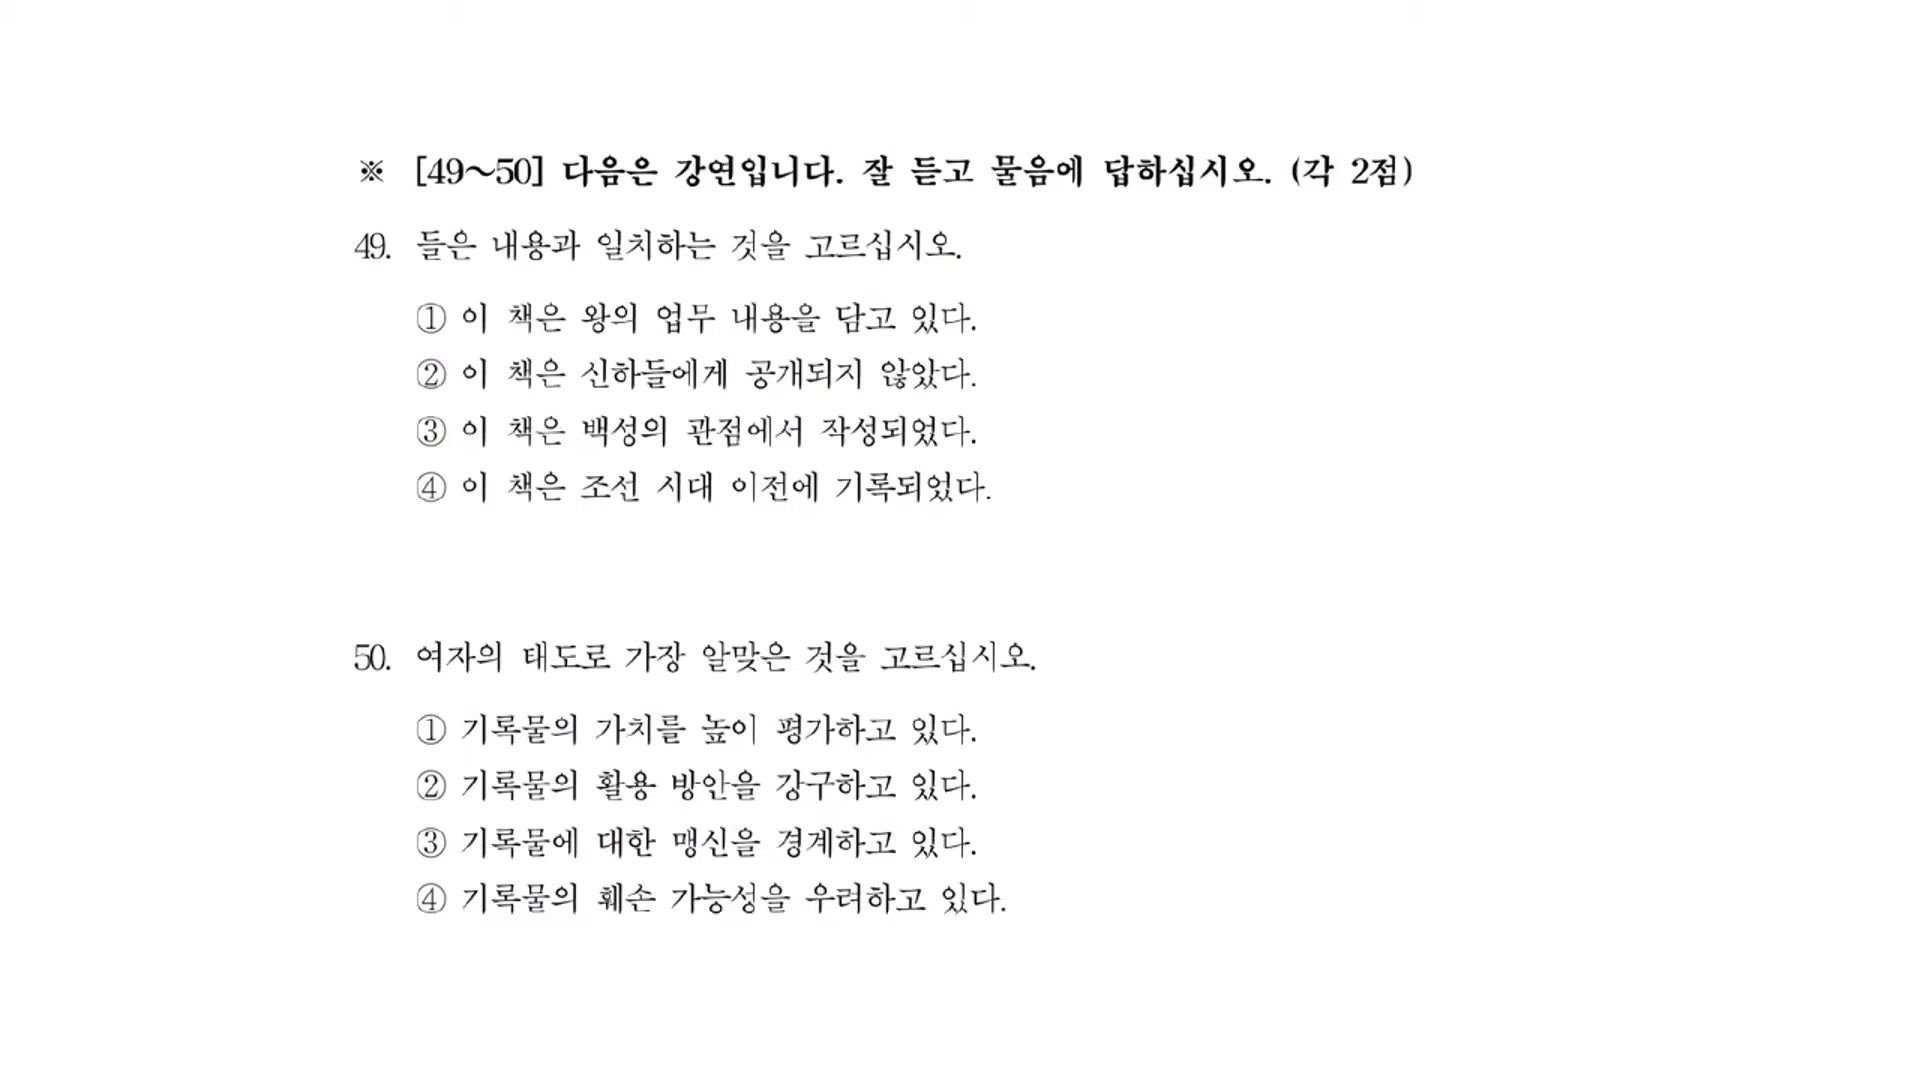 ※ [49～50] 다음은 강연입니다. 잘 듣고 물음에 답하십시오. (각 2점)
49. 들은 내용과 일치하는 것을 고르십시오.
① 이 책은 왕의 업무 내용을 담고 있다.
② 이 책은 신하들에게 공개되지 않았다.
③ 이 책은 백성의 관점에서 작성되었다.
④ 이 책은 조선 시대 이전에 기록되었다.
50. 여자의 태도로 가장 알맞은 것을 고르십시오.
① 기록물의 가치를 높이 평가하고 있다.
② 기록물의 활용 방안을 강구하고 있다.
③ 기록물에 대한 맹신을 경계하고 있다.
④ 기록물의 훼손 가능성을 우려하고 있다.